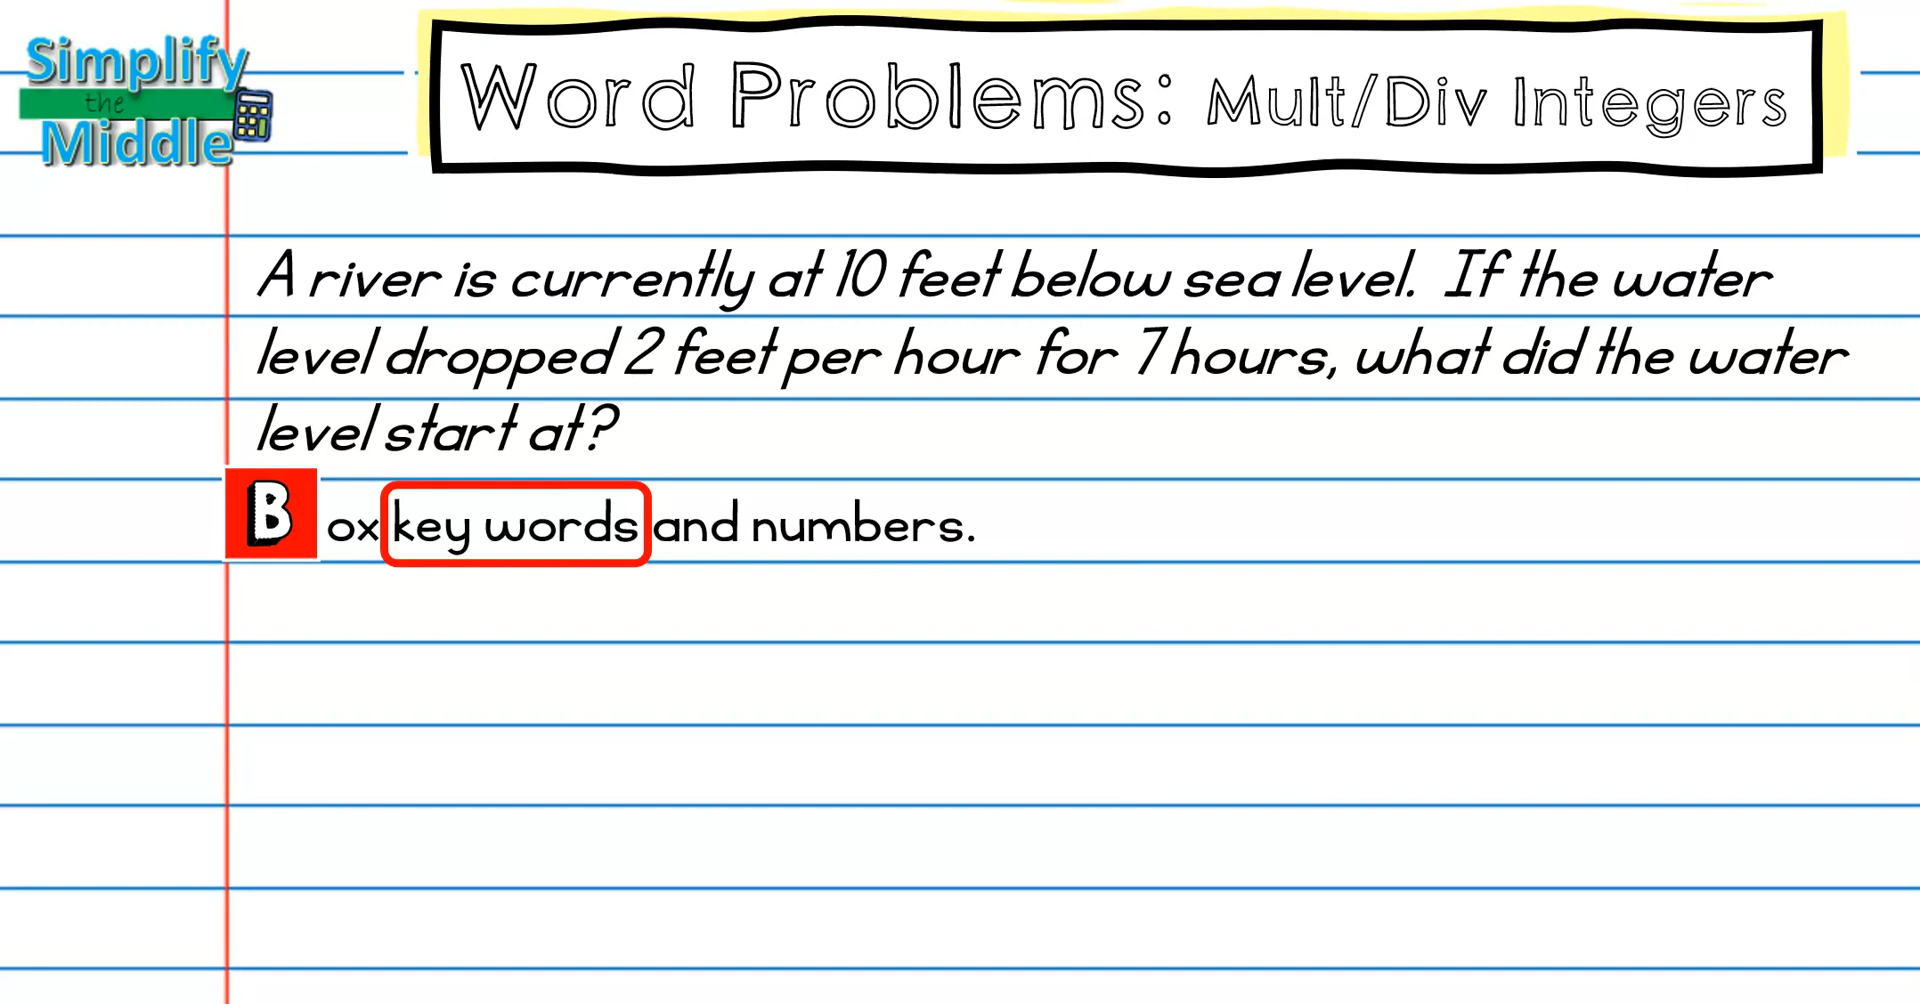 Simplify
the
Middle
Word Problems: Mult/Div Integers
A river is currently at 10 feet below sea level. If the water
level dropped 2 feet per hour for 7 hours, what did the water
level start at?
Box key words and numbers.